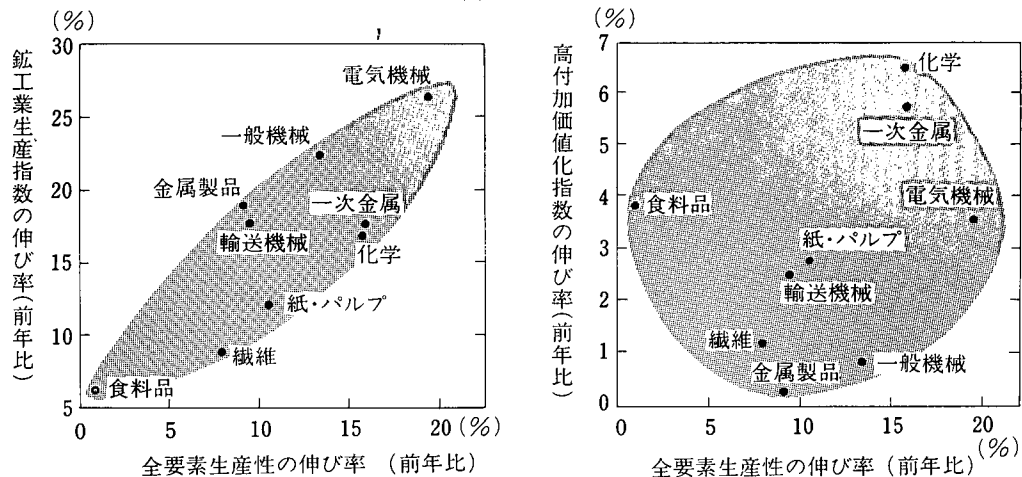 (%)
鉱工業生産指数の伸び率(前年比)
30
25
20
15
10
5
電気機械
一般機械
金属製品
一次金属
輸送機械
化学
紙・パルプ
繊維
食料品
0 5 10 15 20 (%)
全要素生産性の伸び率 (前年比)
(%)
高付加価値化指数の伸び率(前年比)
7
6
5
4
3
2
1
0
化学
一次金属
電気機械
食料品
紙・パルプ
輸送機械
繊維
一般機械
金属製品
0 5 10 15 20 (%)
全要素生産性の伸び率 (前年比)